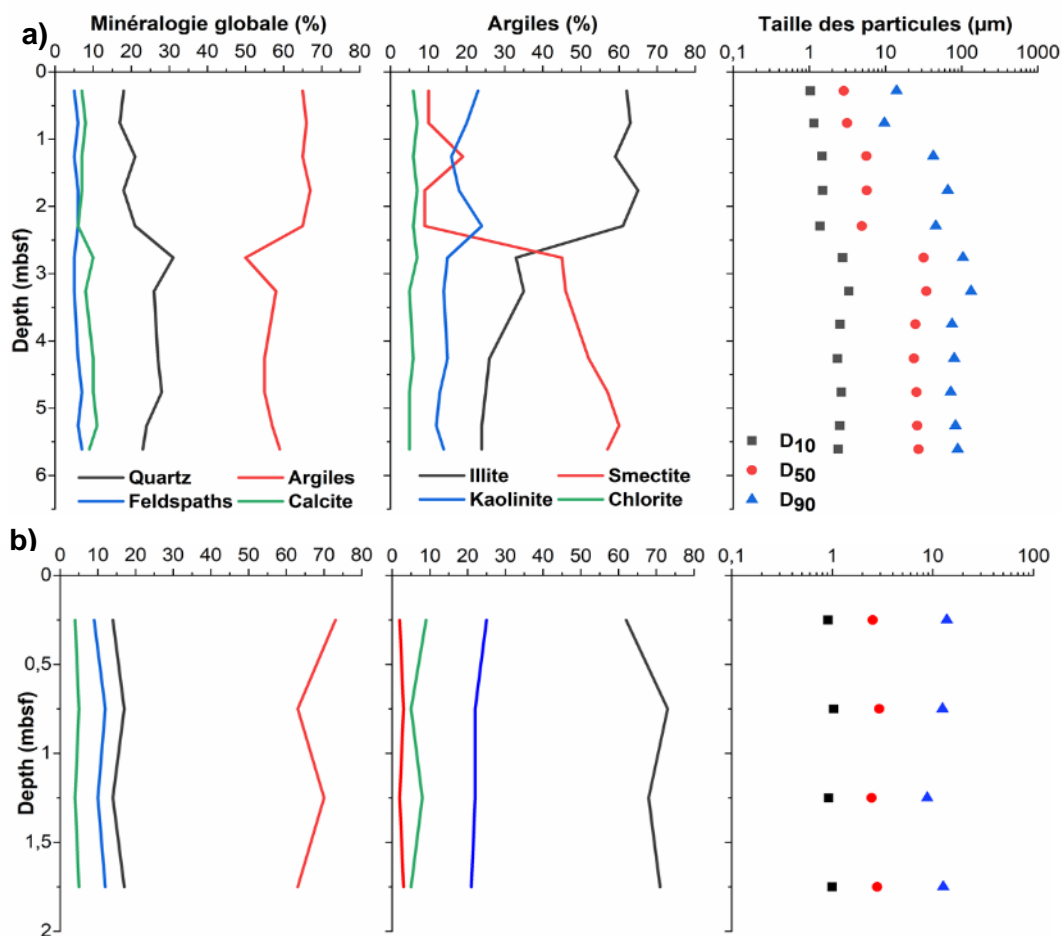 Minéralogie globale (%)
Argiles (%)
Taille des particules (µm)
a)
0 10 20 30 40 50 60 70 80
0 10 20 30 40 50 60 70 80
0,1 1 10 100 1000
Depth (mbsf)
0
1
2
3
4
5
6
Quartz
Argiles
Feldspaths
Calcite
Illite
Smectite
Kaolinite
Chlorite
D10
D50
D90
b)
0 10 20 30 40 50 60 70 80
0 10 20 30 40 50 60 70 80
0,1 1 10 100
Depth (mbsf)
0
0,5
1
1,5
2